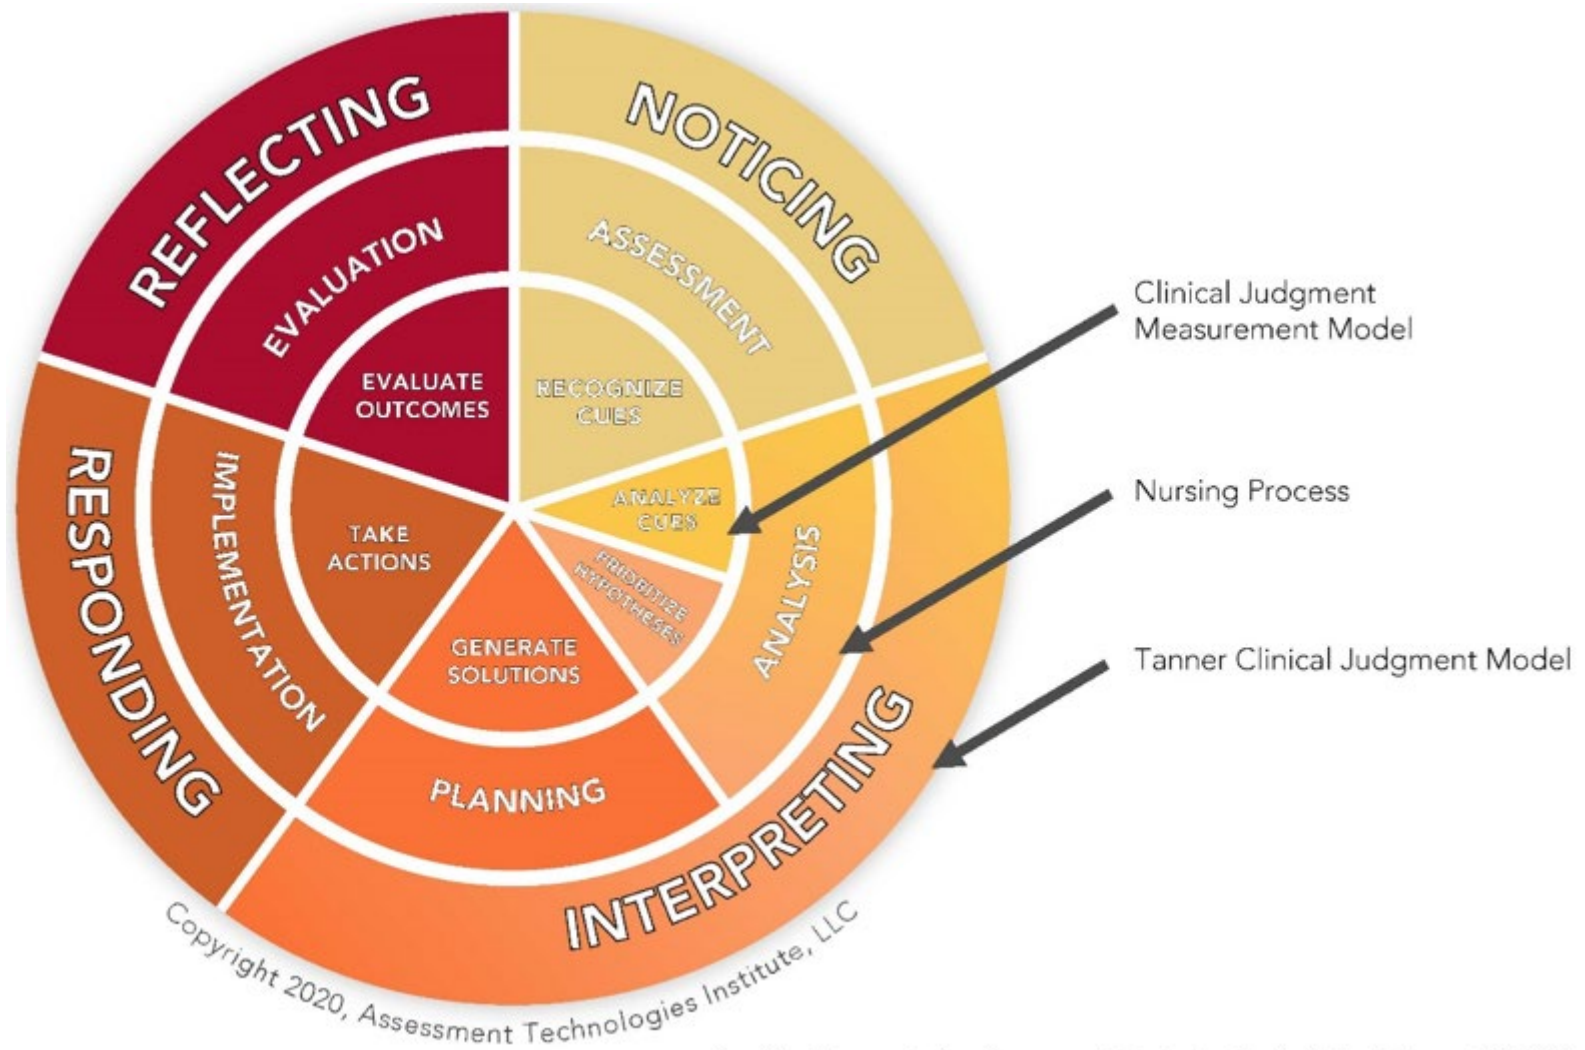 REFLECTING
NOTICING
EVALUATION
ASSESSMENT
EVALUATE
OUTCOMES
RECOGNIZE
CUES
Clinical Judgment
Measurement Model
ANALYZE
CUES
Nursing Process
RESPONDING
IMPLEMENTATION
TAKE
ACTIONS
PRIORITIZE
HYPOTHESES
ANALYSIS
GENERATE
SOLUTIONS
Tanner Clinical Judgment Model
PLANNING
INTERPRETING
Copyright 2020, Assessment Technologies Institute, LLC